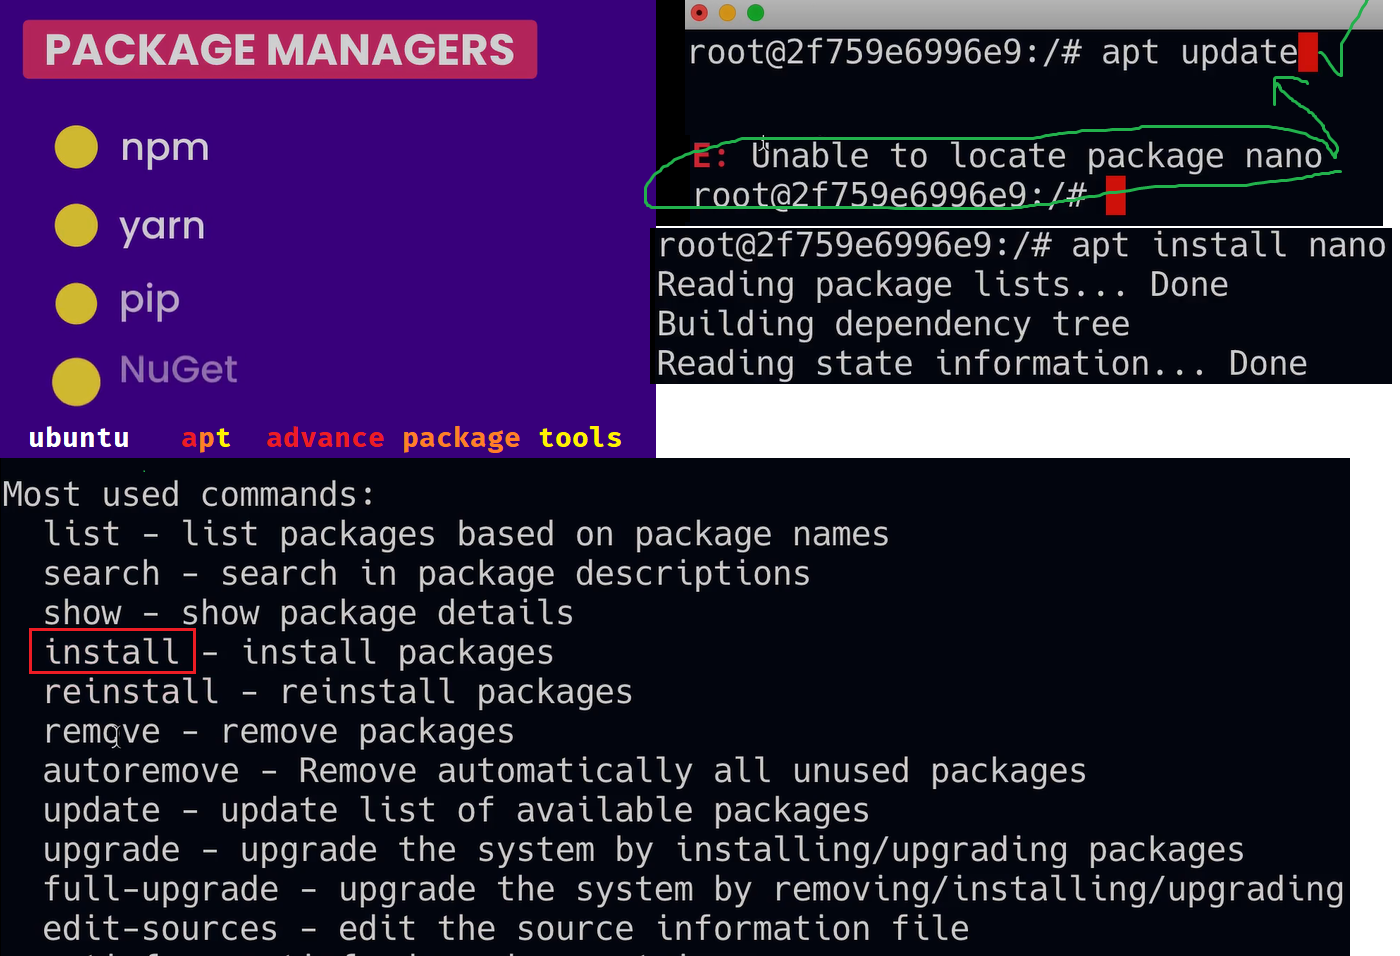 PACKAGE MANAGERS
npm
yarn
pip
NuGet
ubuntu apt advance package tools
root@2f759e6996e9:/# apt update
E: Unable to locate package nano
root@2f759e6996e9:/#
root@2f759e6996e9:/# apt install nano
Reading package lists... Done
Building dependency tree
Reading state information... Done
Most used commands:
list - list packages based on package names
search - search in package descriptions
show - show package details
install - install packages
reinstall - reinstall packages
remove - remove packages
autoremove - Remove automatically all unused packages
update - update list of available packages
upgrade - upgrade the system by installing/upgrading packages
full-upgrade - upgrade the system by removing/installing/upgrading
edit-sources - edit the source information file